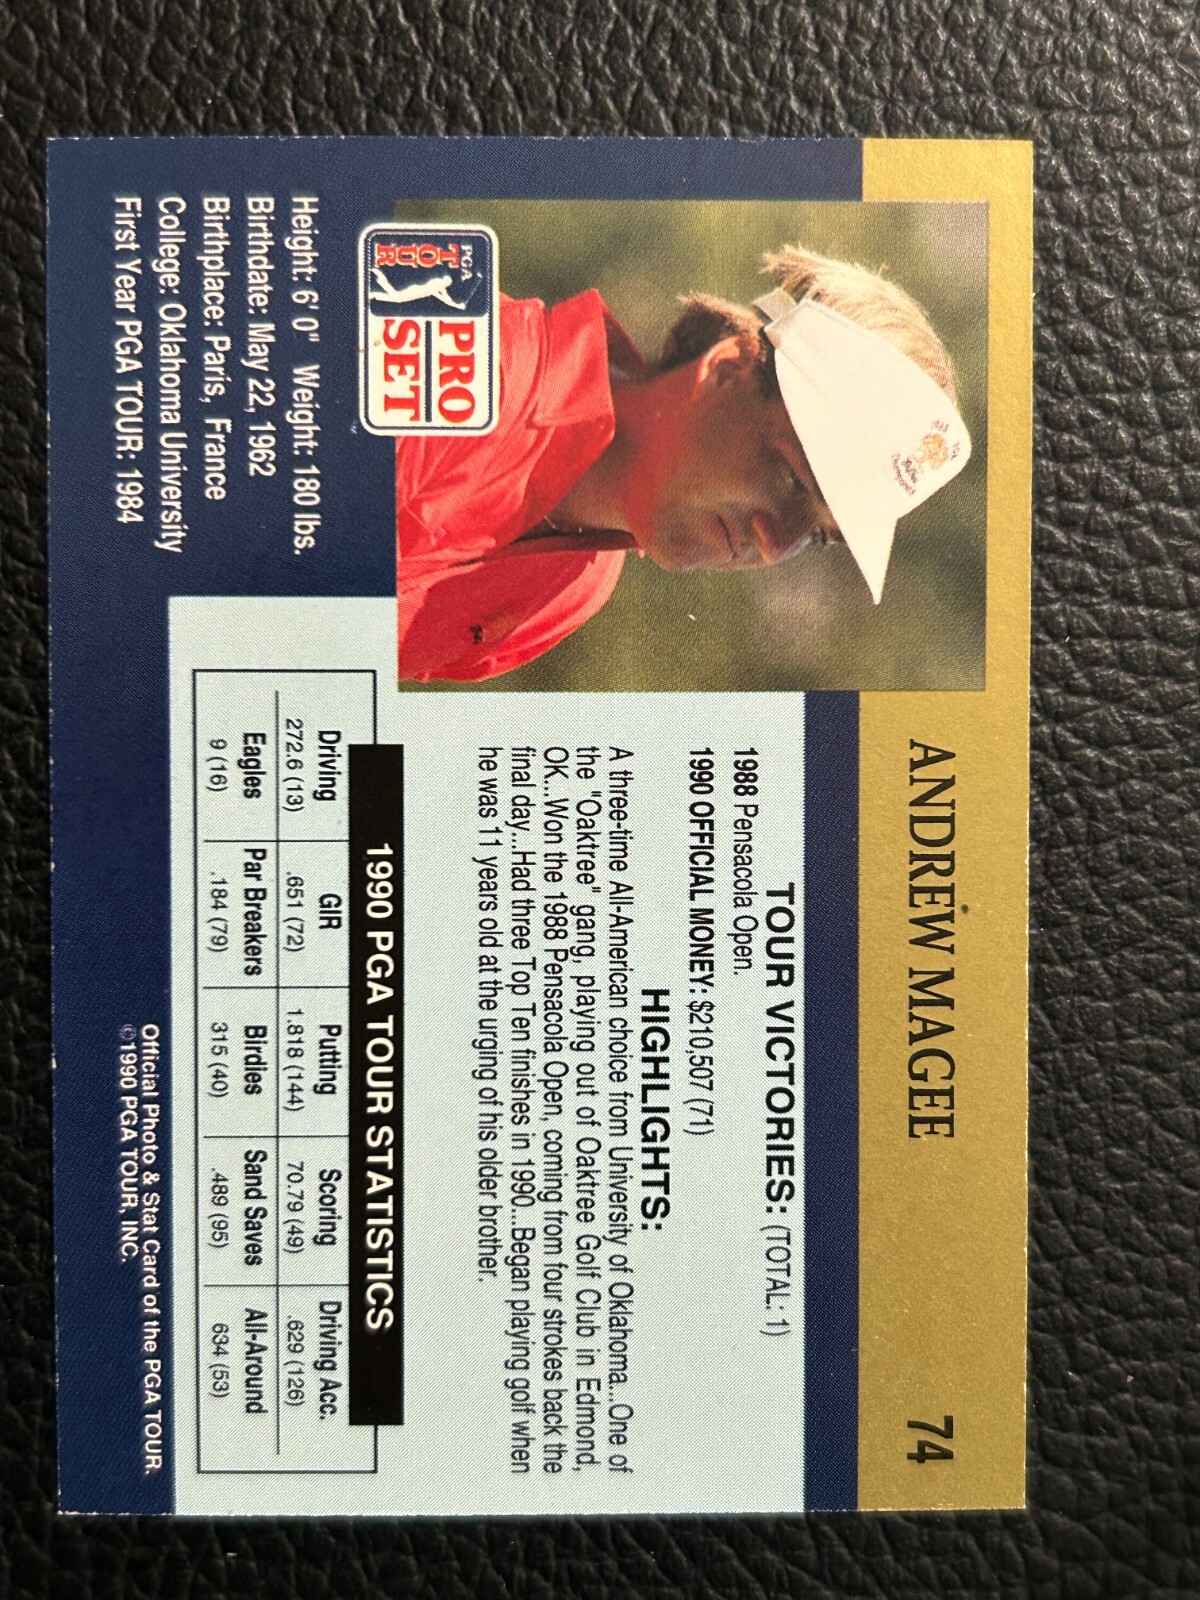 ANDREW MAGEE 74
TOUR VICTORIES: (TOTAL: 1)
1988 Pensacola Open.
1990 OFFICIAL MONEY: $210,507 (71)
HIGHLIGHTS:
A three-time All-American choice from University of Oklahoma...One of
the "Oaktree" gang, playing out of Oaktree Golf Club in Edmond,
OK...Won the 1988 Pensacola Open, coming from four strokes back the
final day...Had three Top Ten finishes in 1990...Began playing golf when
he was 11 years old at the urging of his older brother.
PGA
TOUR
PRO
SET
Height: 6' 0" Weight: 180 lbs.
Birthdate: May 22, 1962
Birthplace: Paris, France
College: Oklahoma University
First Year PGA TOUR: 1984
1990 PGA TOUR STATISTICS
Driving GIR Putting Scoring Driving Acc.
272.6 (13) .651 (72) 1.818 (144) 70.79 (49) .629 (126)
Eagles Par Breakers Birdies Sand Saves All-Around
9 (16) .184 (79) 315 (40) .489 (95) 634 (53)
Official Photo & Stat Card of the PGA TOUR.
©1990 PGA TOUR, INC.